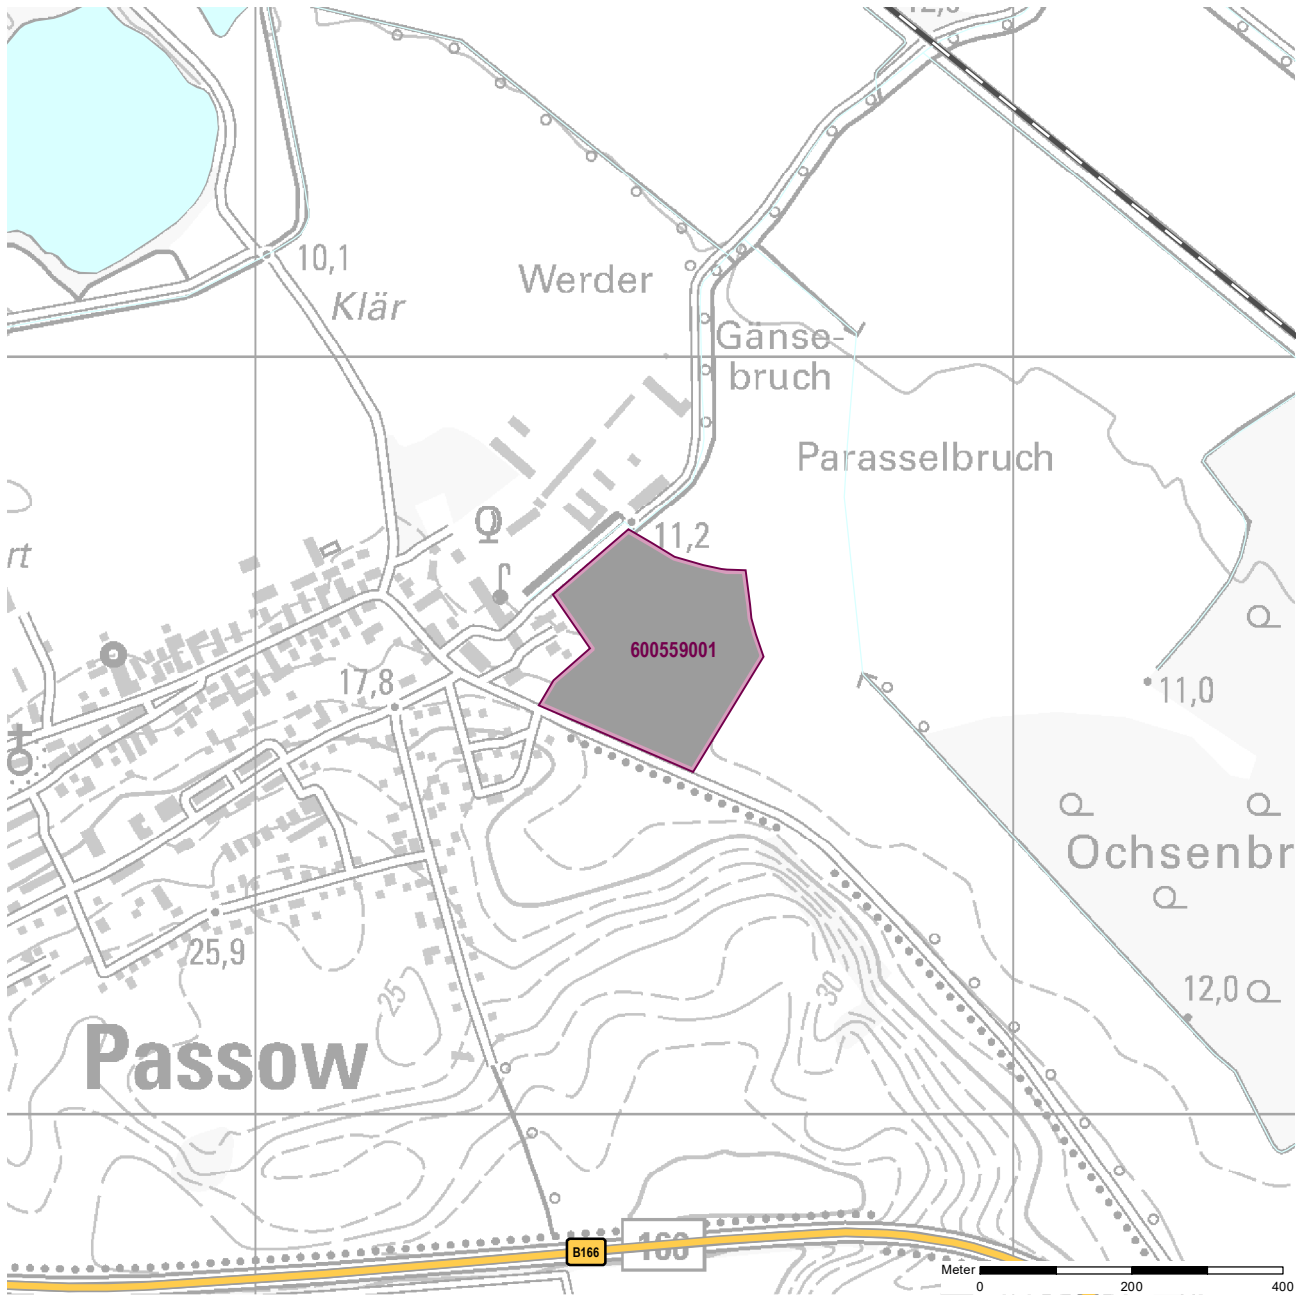 10,1
Klär
Werder
Gänse-
bruch
Parasselbruch
11,2
rt
600559001
17,8
11,0
Ochsenbr
25,9
25
30
12,0
Passow
B166
166
Meter
0 200 400